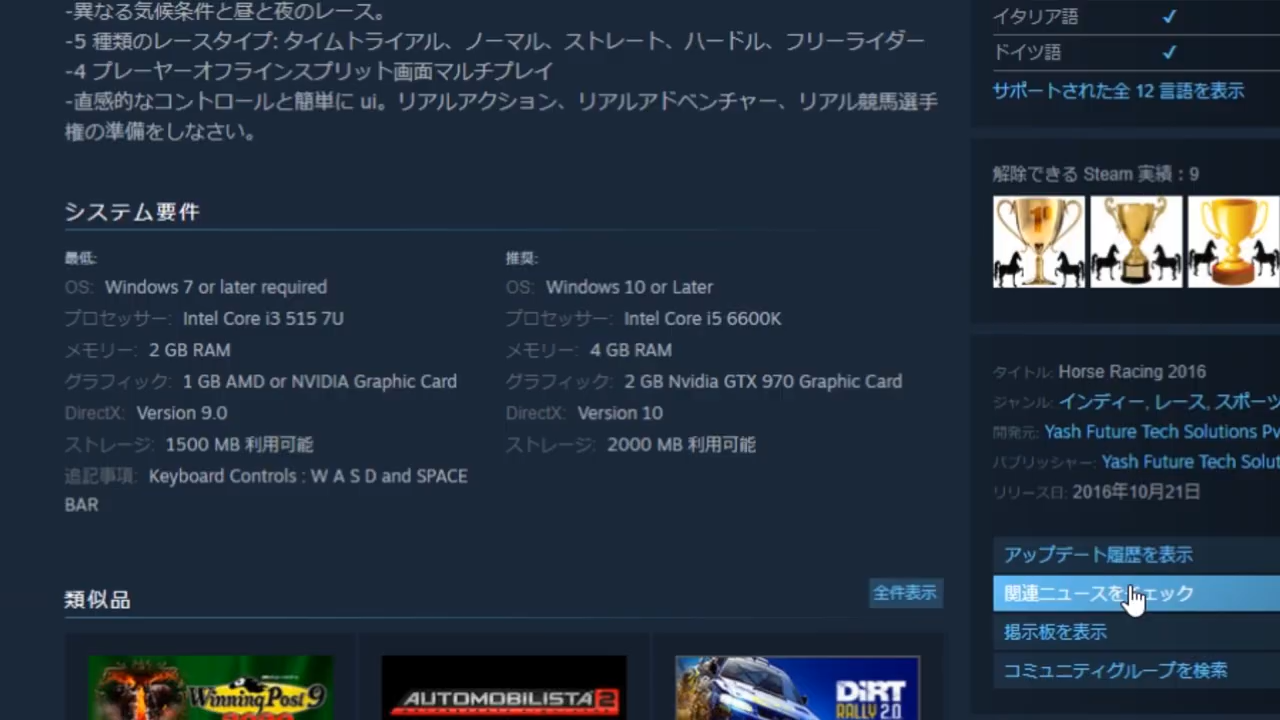 -異なる気候条件と昼と夜のレース。
-5 種類のレースタイプ: タイムトライアル、ノーマル、ストレート、ハードル、フリーライダー
-4 プレーヤーオフラインスプリット画面マルチプレイ
-直感的なコントロールと簡単に ui。リアルアクション、リアルアドベンチャー、リアル競馬選手
権の準備をしなさい。
システム要件
最低:
OS: Windows 7 or later required
プロセッサー: Intel Core i3 515 7U
メモリー: 2 GB RAM
グラフィック: 1 GB AMD or NVIDIA Graphic Card
DirectX: Version 9.0
ストレージ: 1500 MB 利用可能
追記事項: Keyboard Controls : W A S D and SPACE
BAR
推奨:
OS: Windows 10 or Later
プロセッサー: Intel Core i5 6600K
メモリー: 4 GB RAM
グラフィック: 2 GB Nvidia GTX 970 Graphic Card
DirectX: Version 10
ストレージ: 2000 MB 利用可能
類似品
全件表示
Winning Post 9
AUTOMOBILISTA 2
DiRT
RALLY 2.0
イタリア語 ✓
ドイツ語 ✓
サポートされた全 12 言語を表示
解除できる Steam 実績：9
タイトル: Horse Racing 2016
ジャンル: インディー, レース, スポーツ
開発元: Yash Future Tech Solutions Pv
パブリッシャー: Yash Future Tech Solut
リリース日: 2016年10月21日
アップデート履歴を表示
関連ニュースをチェック
掲示板を表示
コミュニティグループを検索